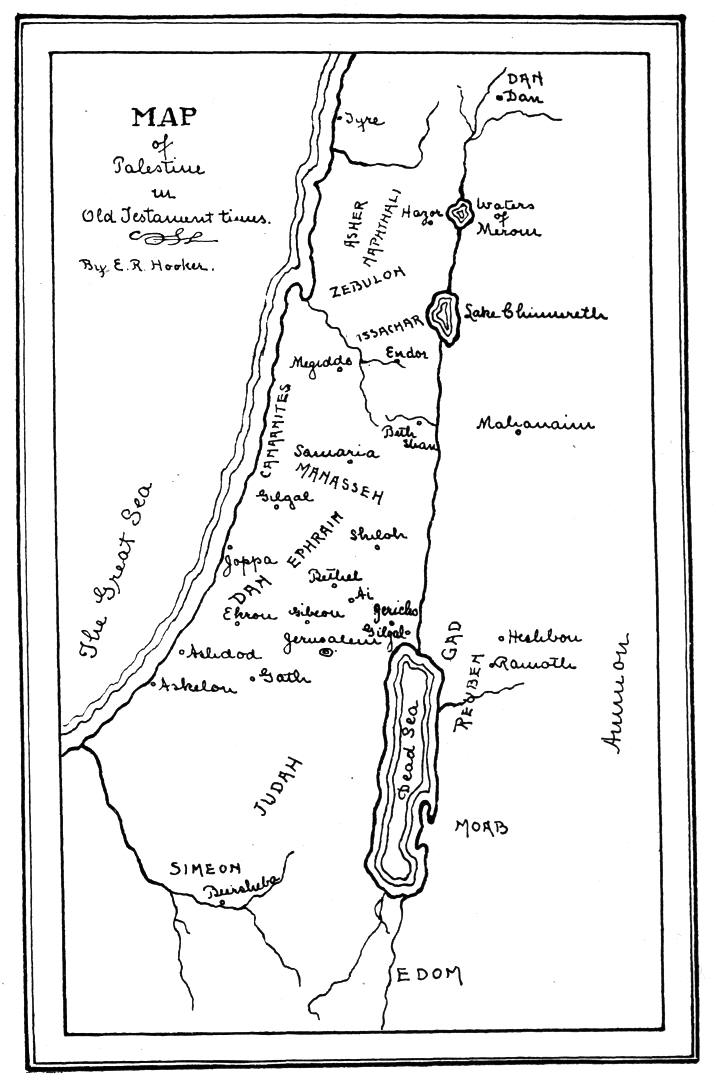 MAP
of
Palestine
in
Old Testament times.
By E. R. Hooker.
DAN
Dan
Tyre
ASHER
NAPHTHALI
Hazor
Waters
of
Merom
ZEBULON
Lake Chinnereth
ISSACHAR
Megiddo
Endor
CANAANITES
Beth
Shan
Mahanaim
Samaria
MANASSEH
Gilgal
The Great Sea
EPHRAIM
Shiloh
Joppa
DAN
Bethel
Ai
Ekron
Gibeon
Jericho
Gilgal
Jerusalem
GAD
Heshbon
Ramoth
REUBEN
Ammon
Ashdod
Askelon
Gath
Dead Sea
JUDAH
MOAB
SIMEON
Beersheba
EDOM